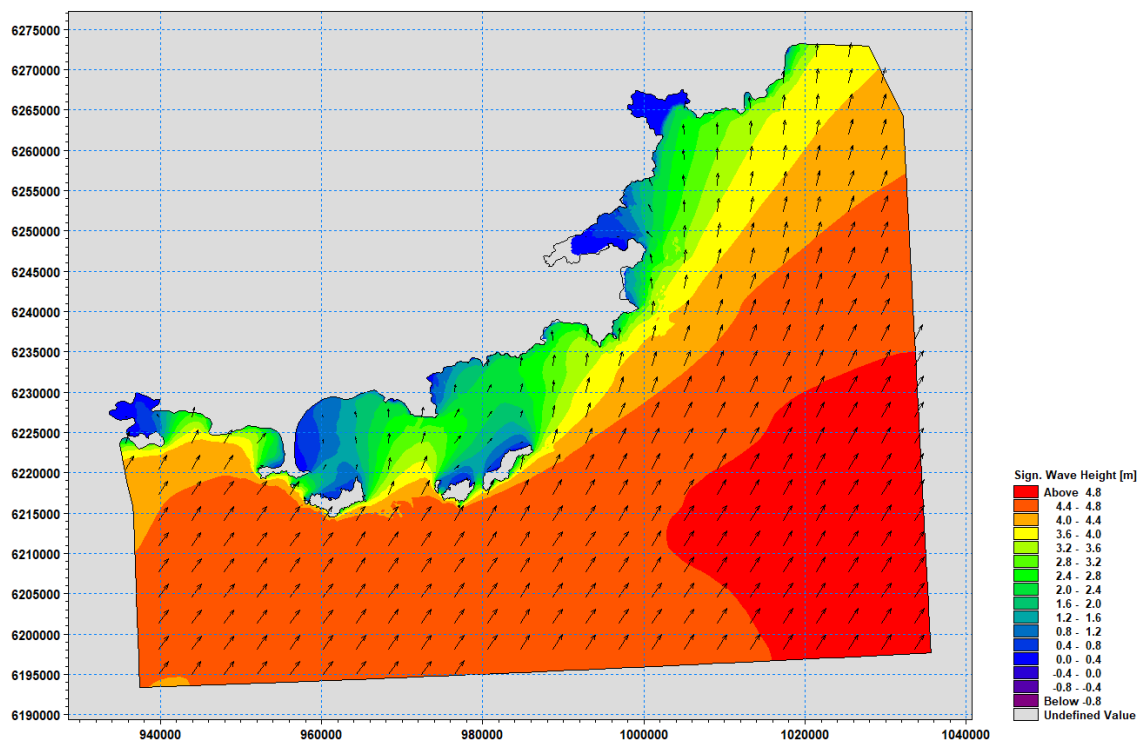 6275000
6270000
6265000
6260000
6255000
6250000
6245000
6240000
6235000
6230000
6225000
6220000
6215000
6210000
6205000
6200000
6195000
6190000
940000 960000 980000 1000000 1020000 1040000
Sign. Wave Height [m]
Above 4.8
4.4 - 4.8
4.0 - 4.4
3.6 - 4.0
3.2 - 3.6
2.8 - 3.2
2.4 - 2.8
2.0 - 2.4
1.6 - 2.0
1.2 - 1.6
0.8 - 1.2
0.4 - 0.8
0.0 - 0.4
-0.4 - 0.0
-0.8 - -0.4
Below -0.8
Undefined Value